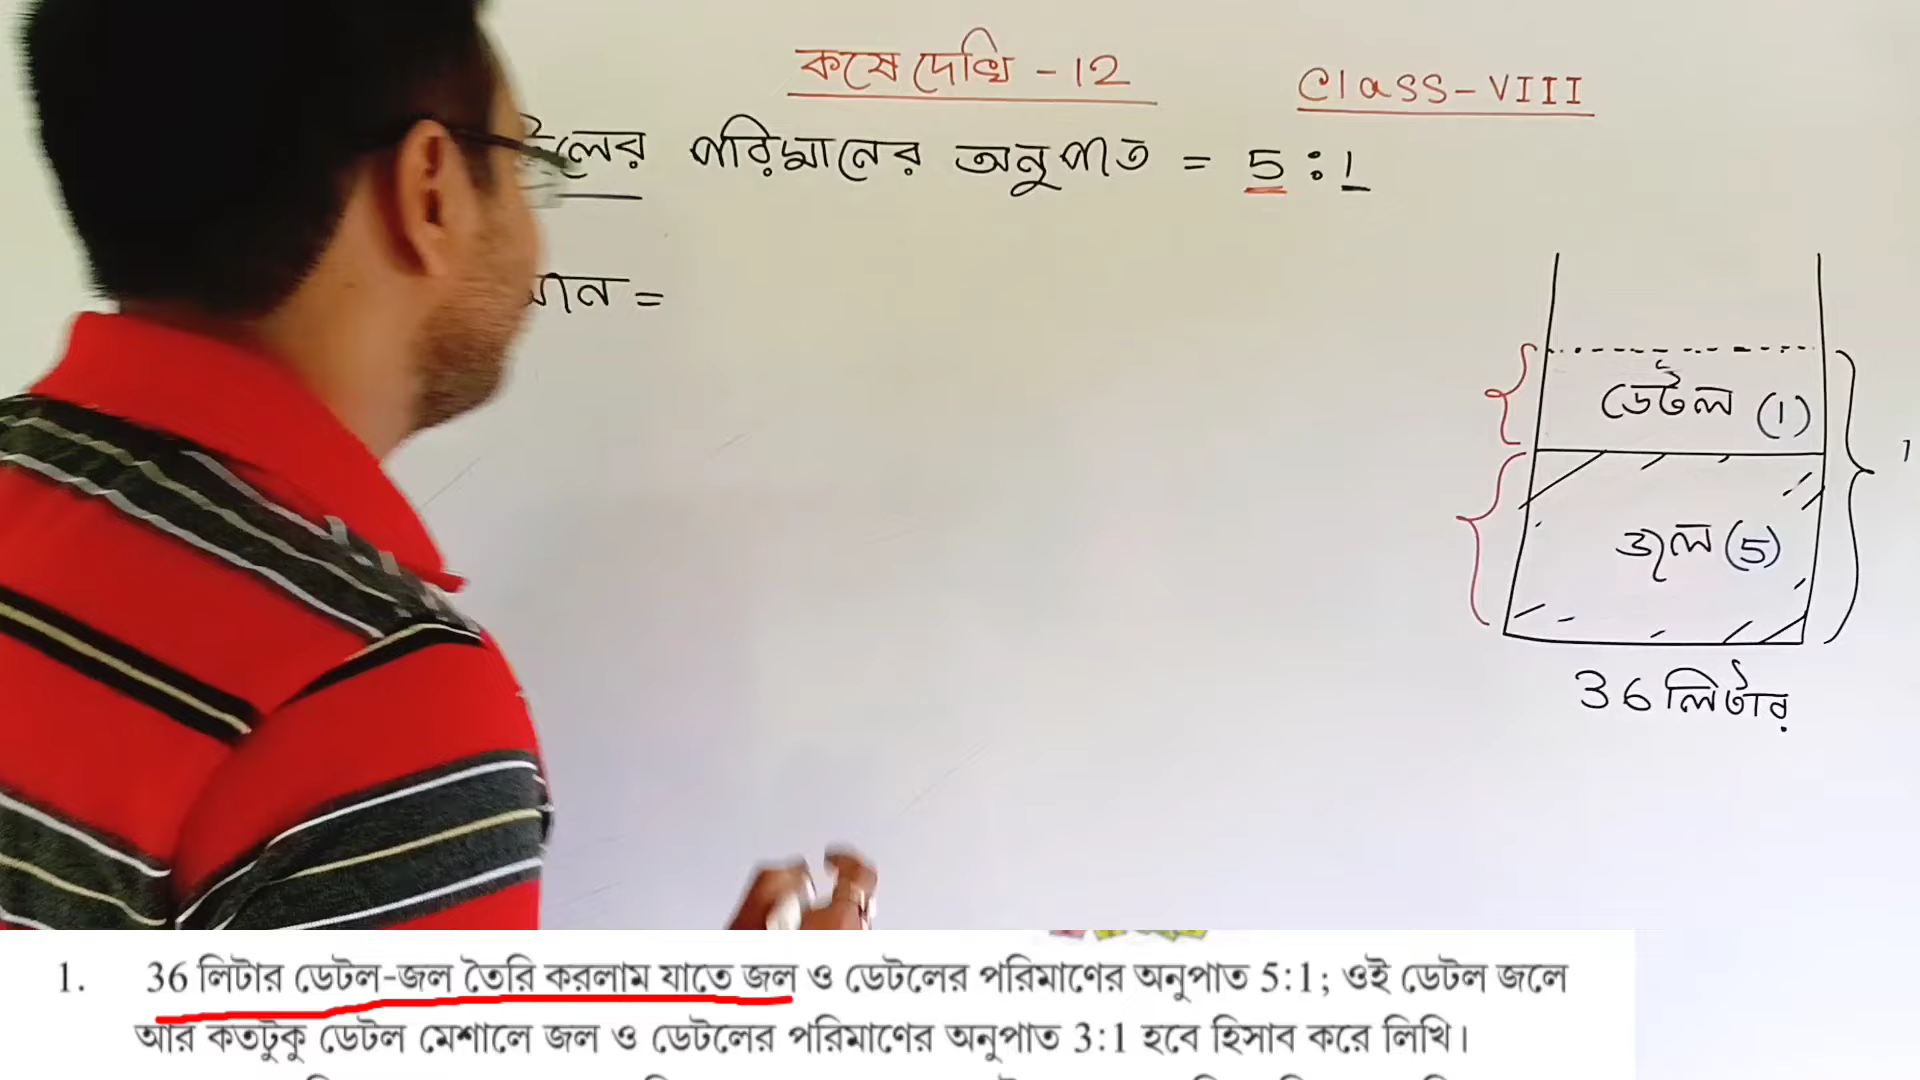 কষে দেখি - 12
Class-VIII
লের পরিমানের অনুপাত = 5:1
মান =
ডেটল (1)
জল (5)
36 লিটার
1. 36 লিটার ডেটল-জল তৈরি করলাম যাতে জল ও ডেটলের পরিমাণের অনুপাত 5:1; ওই ডেটল জলে
আর কতটুকু ডেটল মেশালে জল ও ডেটলের পরিমাণের অনুপাত 3:1 হবে হিসাব করে লিখি।